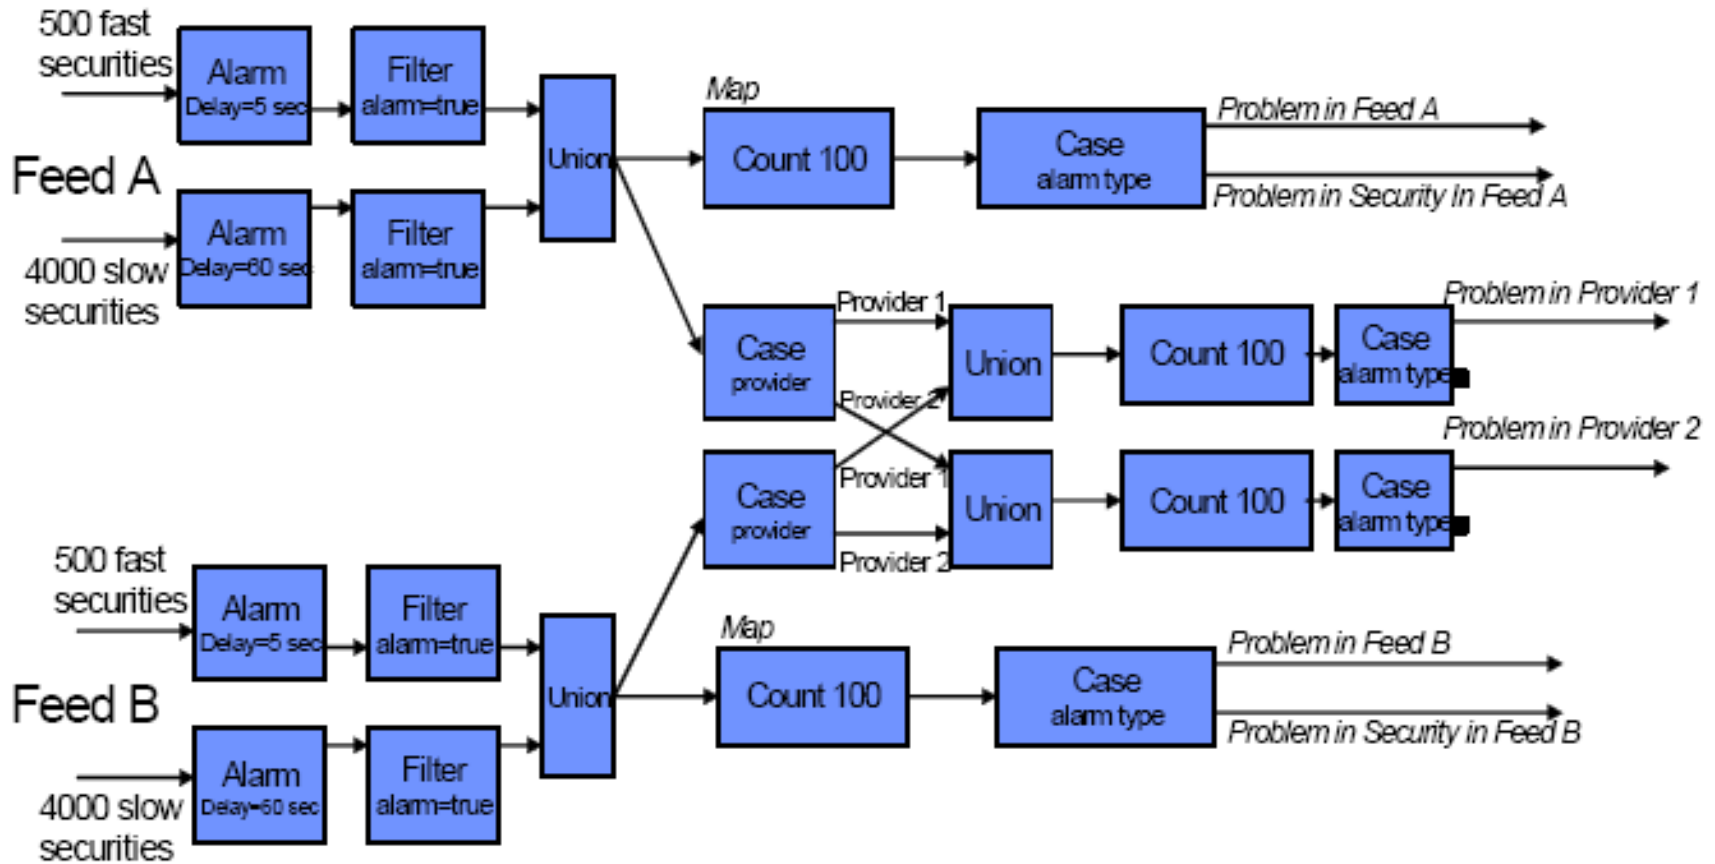 500 fast
securities
Alarm
Delay=5 sec
Filter
alarm=true
Feed A
Alarm
Delay=60 sec
Filter
alarm=true
4000 slow
securities
Union
Map
Count 100
Case
alarm type
Problem in Feed A
Problem in Security In Feed A
Case
provider
Provider 1
Provider 2
Union
Count 100
Case
alarm type
Problem in Provider 1
Case
provider
Provider 1
Provider 2
Union
Count 100
Case
alarm type
Problem in Provider 2
500 fast
securities
Alarm
Delay=5 sec
Filter
alarm=true
Feed B
Alarm
Delay=60 sec
Filter
alarm=true
4000 slow
securities
Union
Map
Count 100
Case
alarm type
Problem in Feed B
Problem in Security in Feed B